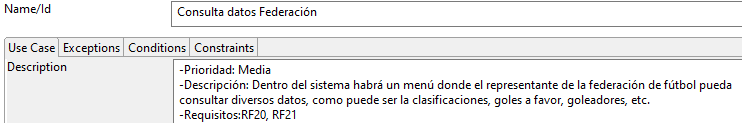 Name/Id Consulta datos Federación
Use Case Exceptions Conditions Constraints
Description -Prioridad: Media
-Descripción: Dentro del sistema habrá un menú donde el representante de la federación de fútbol pueda
consultar diversos datos, como puede ser la clasificaciones, goles a favor, goleadores, etc.
-Requisitos:RF20, RF21